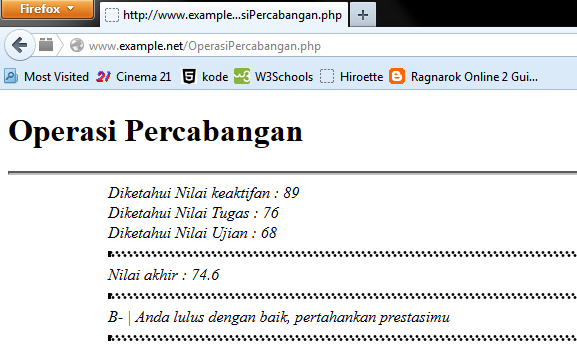 Firefox
http://www.example...siPercabangan.php
www.example.net/OperasiPercabangan.php
Most Visited Cinema 21 kode W3Schools Hiroette Ragnarok Online 2 Gui...
Operasi Percabangan
Diketahui Nilai keaktifan : 89
Diketahui Nilai Tugas : 76
Diketahui Nilai Ujian : 68
Nilai akhir : 74.6
B- | Anda lulus dengan baik, pertahankan prestasimu